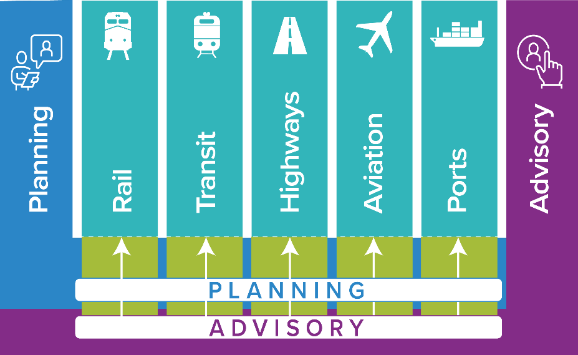 Planning
Rail
Transit
Highways
Aviation
Ports
Advisory
PLANNING
ADVISORY